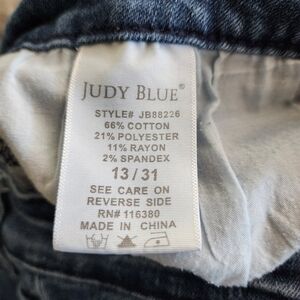 JUDY BLUE®
STYLE# JB88226
66% COTTON
21% POLYESTER
11% RAYON
2% SPANDEX
13/31
SEE CARE ON
REVERSE SIDE
RN# 116380
MADE IN CHINA